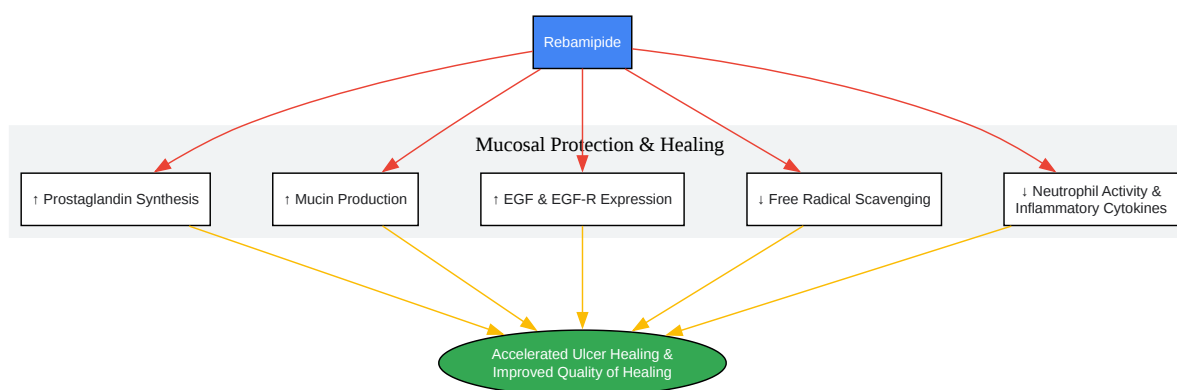 Rebamipide
Mucosal Protection & Healing
↑ Prostaglandin Synthesis
↑ Mucin Production
↑ EGF & EGF-R Expression
↓ Free Radical Scavenging
↓ Neutrophil Activity &
Inflammatory Cytokines
Accelerated Ulcer Healing &
Improved Quality of Healing